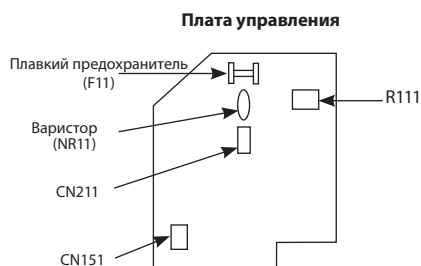 Плата управления
Плавкий предохранитель
(F11)
R111
Варистор
(NR11)
CN211
CN151